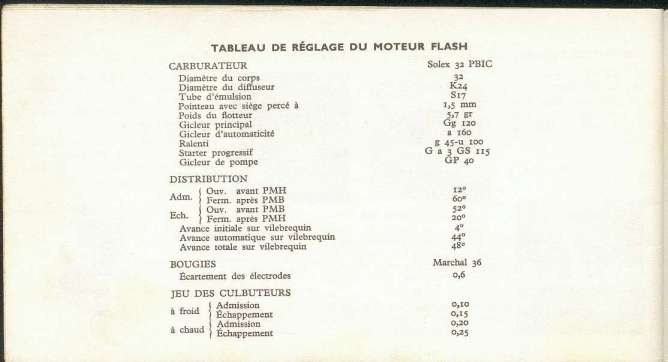 TABLEAU DE RÉGLAGE DU MOTEUR FLASH
CARBURATEUR Solex 32 PBIC
Diamètre du corps 32
Diamètre du diffuseur K24
Tube d'émulsion S17
Pointeau avec siège percé à 1,5 mm
Poids du flotteur 5,7 gr
Gicleur principal Gg 120
Gicleur d'automaticité a 160
Ralenti g 45-u 100
Starter progressif G a 3 GS 115
Gicleur de pompe GP 40
DISTRIBUTION
Adm. { Ouv. avant PMH 12°
Ferm. après PMB 60°
Ech. { Ouv. avant PMB 52°
Ferm. après PMH 20°
Avance initiale sur vilebrequin 4°
Avance automatique sur vilebrequin 44°
Avance totale sur vilebrequin 48°
BOUGIES Marchal 36
Écartement des électrodes 0,6
JEU DES CULBUTEURS
à froid { Admission 0,10
Échappement 0,15
à chaud { Admission 0,20
Échappement 0,25